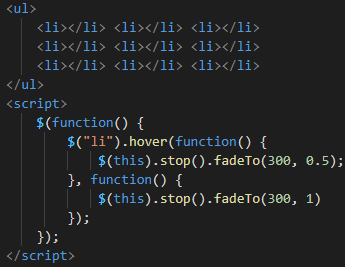 <ul>
    <li></li> <li></li> <li></li>
    <li></li> <li></li> <li></li>
    <li></li> <li></li> <li></li>
</ul>
<script>
    $(function() {
        $("li").hover(function() {
            $(this).stop().fadeTo(300, 0.5);
        }, function() {
            $(this).stop().fadeTo(300, 1)
        });
    });
</script>